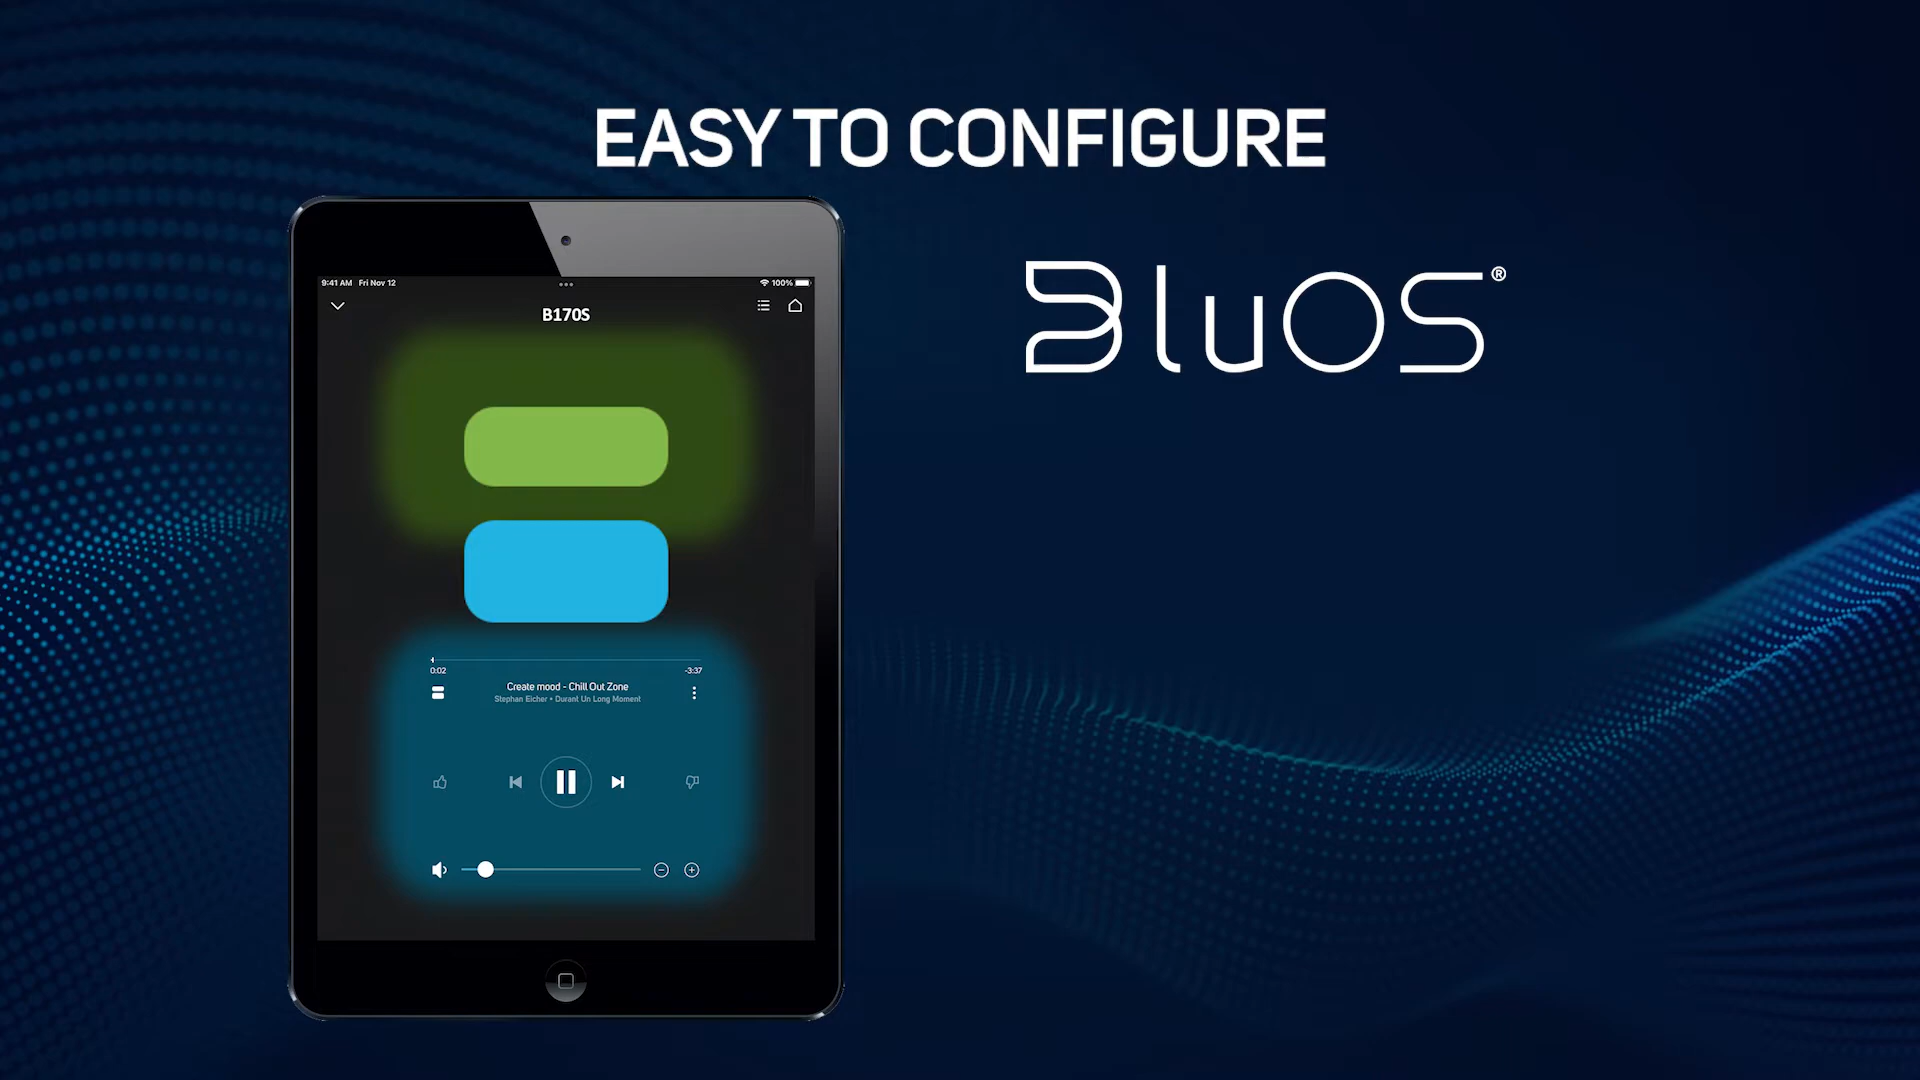 EASY TO CONFIGURE
BluOS®
9:41 AM Fri Nov 12
100%
B170S
0:02
-3:37
Create mood - Chill Out Zone
Stephan Eicher • Durant Un Long Moment